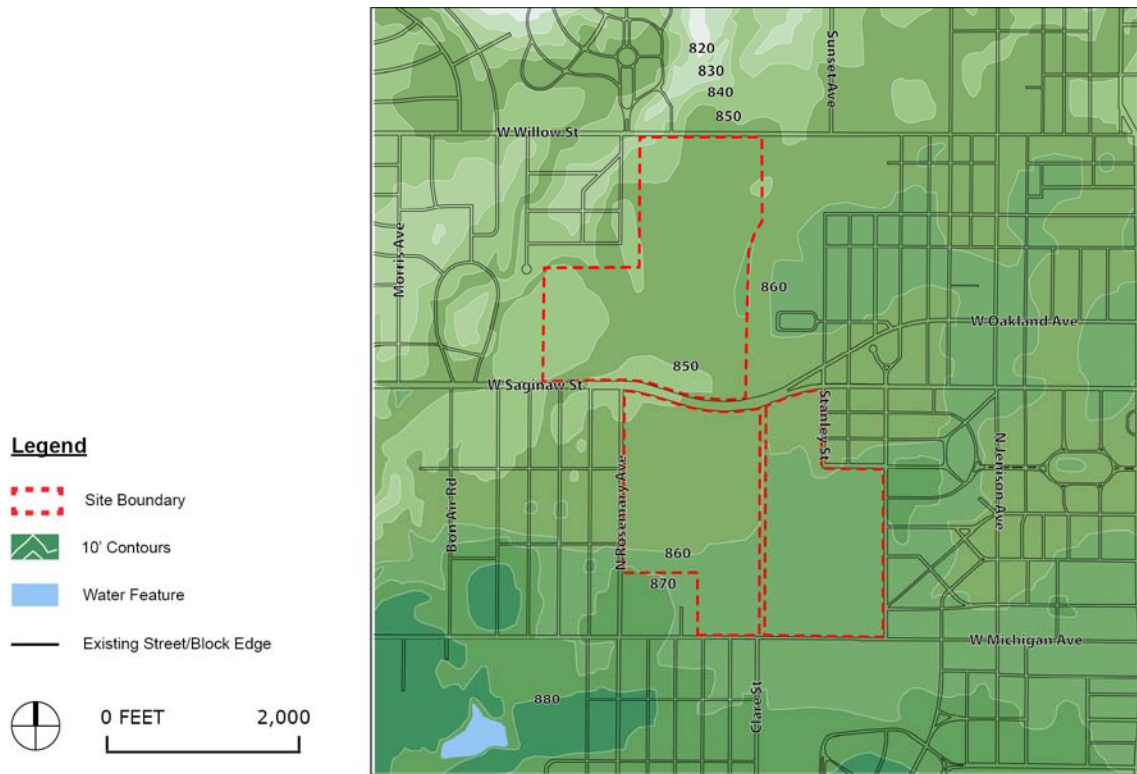 820
830
840
850
Sunset Ave
W Willow St
Morris Ave
860
W Oakland Ave
850
W Saginaw St
Stanley St
N Jenison Ave
Bon Air Rd
N Rosemary Ave
860
870
W Michigan Ave
880
Clare St
Legend
Site Boundary
10' Contours
Water Feature
Existing Street/Block Edge
0 FEET 2,000